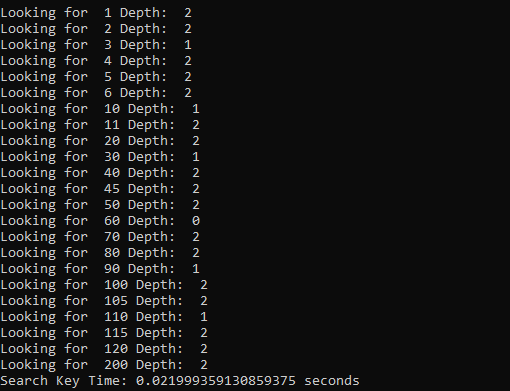 Looking for  1 Depth:  2
Looking for  2 Depth:  2
Looking for  3 Depth:  1
Looking for  4 Depth:  2
Looking for  5 Depth:  2
Looking for  6 Depth:  2
Looking for  10 Depth:  1
Looking for  11 Depth:  2
Looking for  20 Depth:  2
Looking for  30 Depth:  1
Looking for  40 Depth:  2
Looking for  45 Depth:  2
Looking for  50 Depth:  2
Looking for  60 Depth:  0
Looking for  70 Depth:  2
Looking for  80 Depth:  2
Looking for  90 Depth:  1
Looking for  100 Depth:  2
Looking for  105 Depth:  2
Looking for  110 Depth:  1
Looking for  115 Depth:  2
Looking for  120 Depth:  2
Looking for  200 Depth:  2
Search Key Time: 0.021999359130859375 seconds